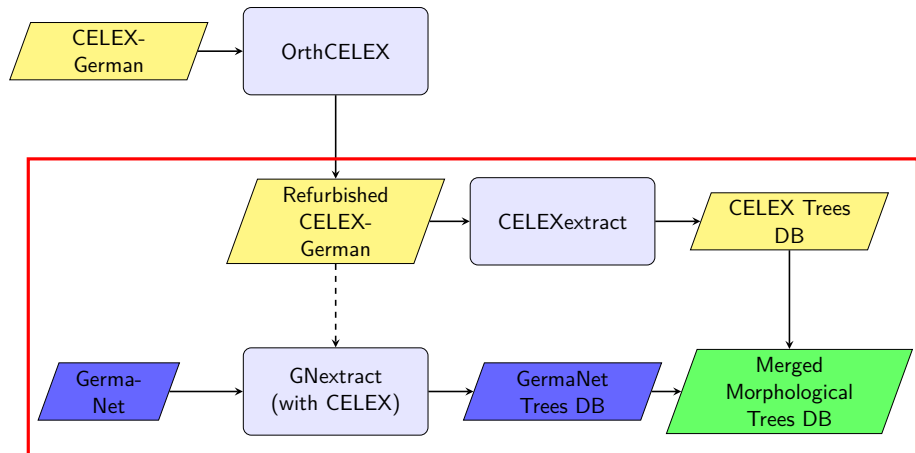 CELEX-
German
OrthCELEX
Refurbished
CELEX-
German
CELEXextract
CELEX Trees
DB
Germa-
Net
GNextract
(with CELEX)
GermaNet
Trees DB
Merged
Morphological
Trees DB